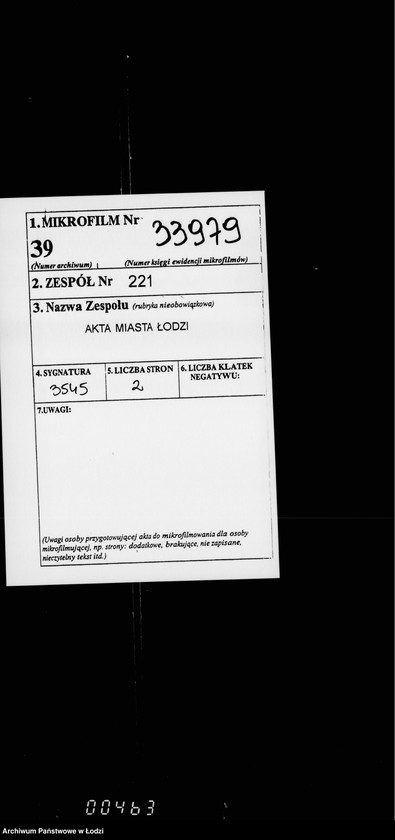 1. MIKROFILM Nr 33979
39
(Numer archiwum) (Numer księgi ewidencji mikrofilmów)
2. ZESPÓŁ Nr 221
3. Nazwa Zespołu (rubryka nieobowiązkowa)
AKTA MIASTA ŁODZI
4. SYGNATURA 5. LICZBA STRON 6. LICZBA KLATEK
NEGATYWU:
3545 2
7.UWAGI:
(Uwagi osoby przygotowującej akta do mikrofilmowania dla osoby
mikrofilmującej, np. strony: dodatkowe, brakujące, nie zapisane,
nieczytelny tekst itd.)
00463
Archiwum Państwowe w Łodzi